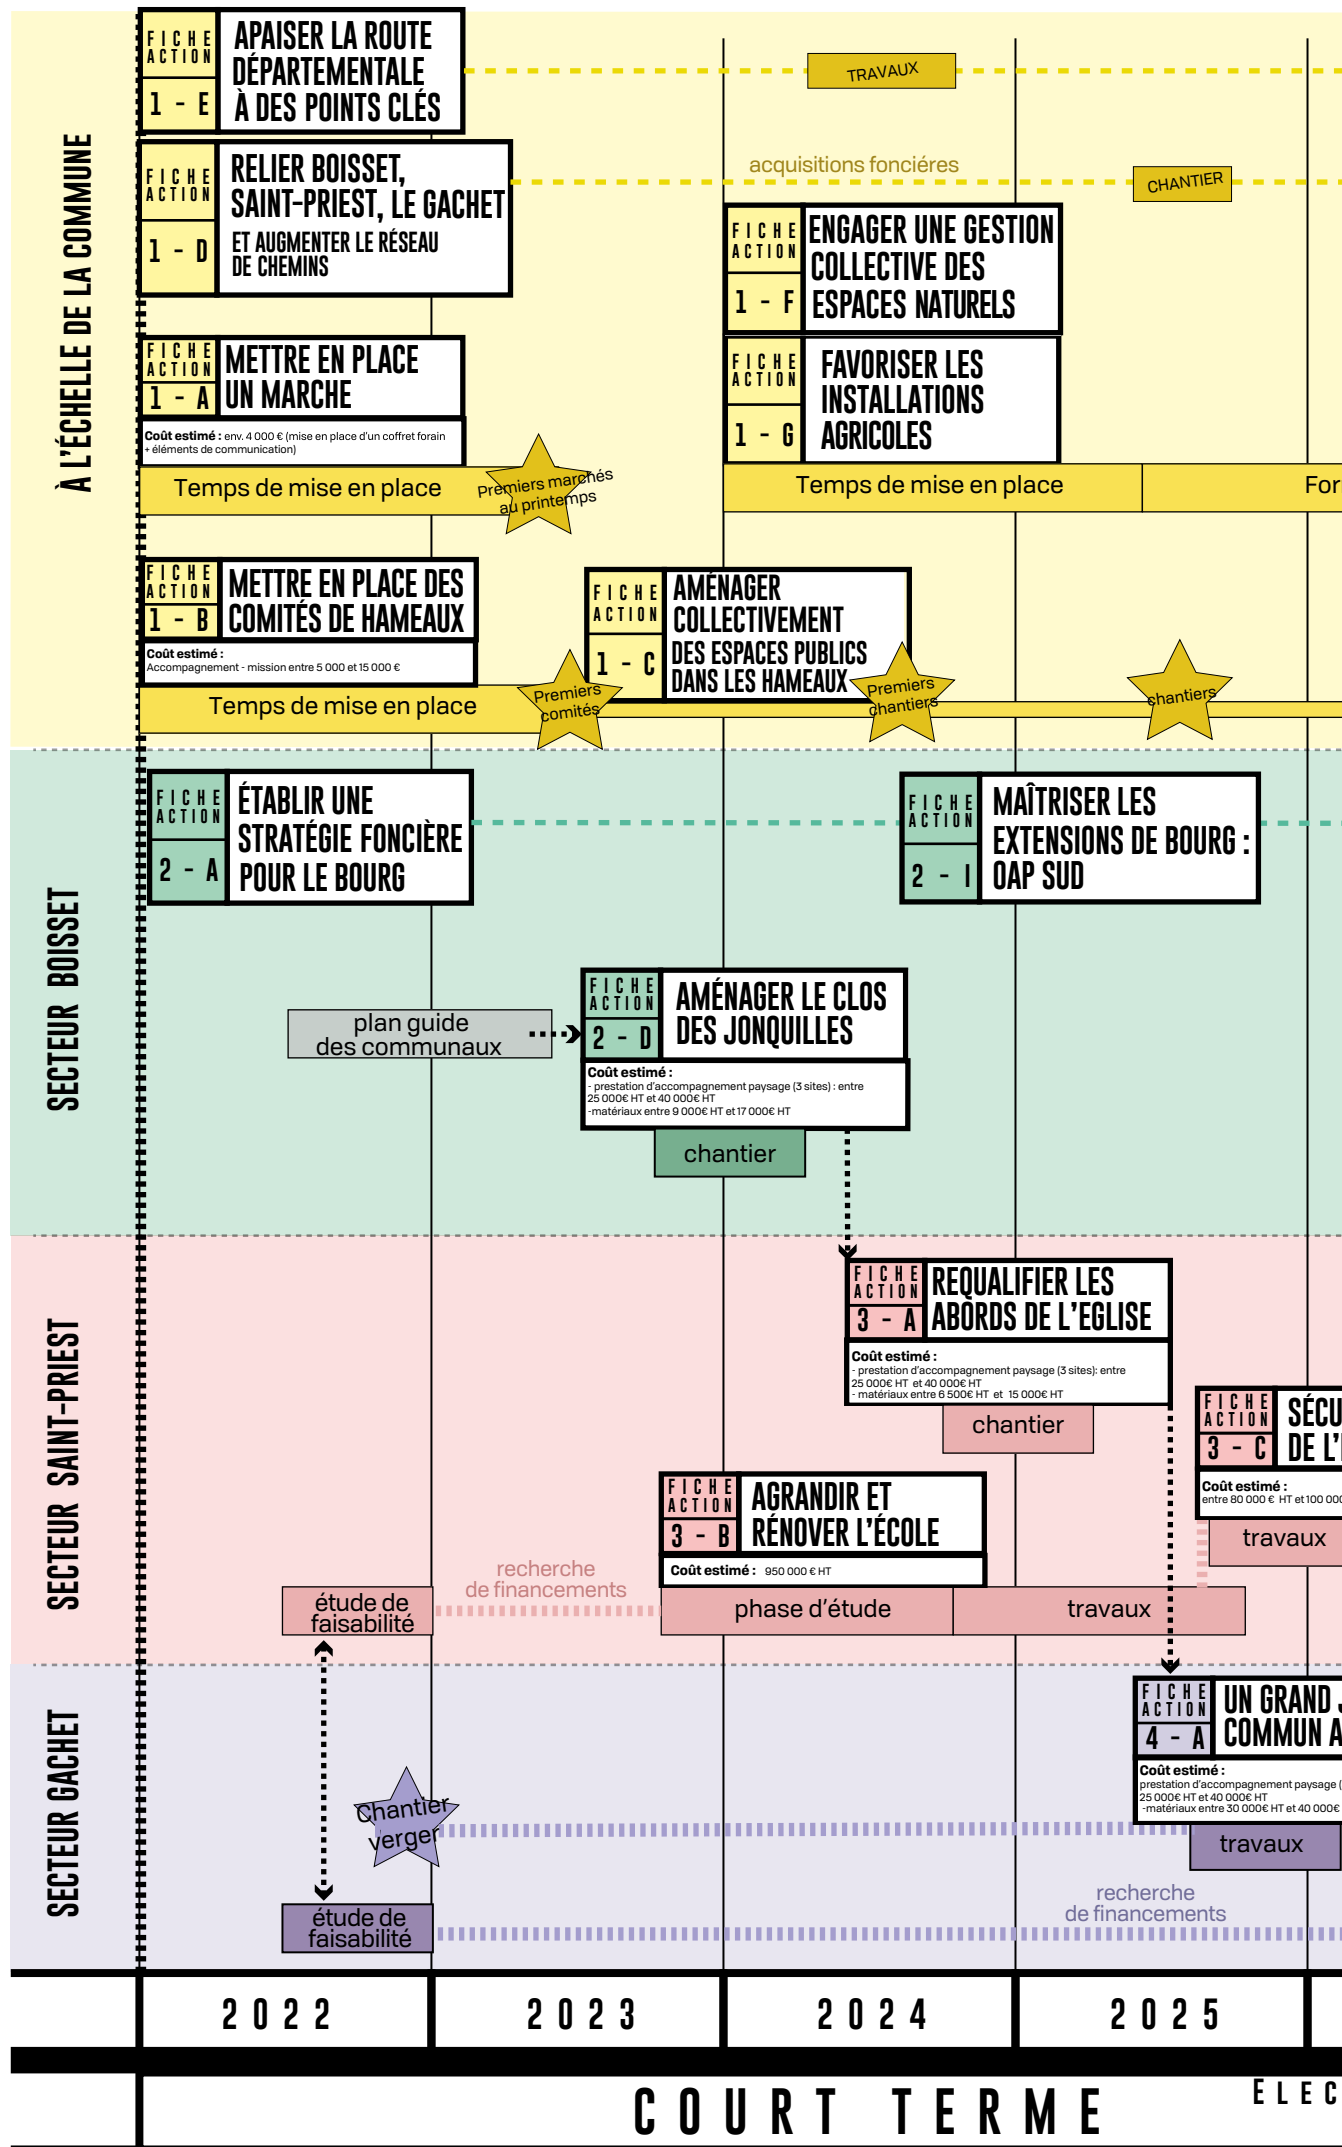 À L'ÉCHELLE DE LA COMMUNE
FICHE
ACTION
1 - E
APAISER LA ROUTE
DÉPARTEMENTALE
À DES POINTS CLÉS
TRAVAUX
FICHE
ACTION
1 - D
RELIER BOISSET,
SAINT-PRIEST, LE GACHET
ET AUGMENTER LE RÉSEAU
DE CHEMINS
acquisitions fonciéres
CHANTIER
FICHE
ACTION
1 - F
ENGAGER UNE GESTION
COLLECTIVE DES
ESPACES NATURELS
FICHE
ACTION
1 - A
METTRE EN PLACE
UN MARCHE
Coût estimé : env. 4 000 € (mise en place d'un coffret forain
+ éléments de communication)
Temps de mise en place
Premiers marchés
au printemps
FICHE
ACTION
1 - G
FAVORISER LES
INSTALLATIONS
AGRICOLES
Temps de mise en place
For
FICHE
ACTION
1 - B
METTRE EN PLACE DES
COMITÉS DE HAMEAUX
Coût estimé :
Accompagnement - mission entre 5 000 et 15 000 €
Temps de mise en place
Premiers
comités
FICHE
ACTION
1 - C
AMÉNAGER
COLLECTIVEMENT
DES ESPACES PUBLICS
DANS LES HAMEAUX
Premiers
chantiers
chantiers
SECTEUR BOISSET
FICHE
ACTION
2 - A
ÉTABLIR UNE
STRATÉGIE FONCIÈRE
POUR LE BOURG
FICHE
ACTION
2 - I
MAÎTRISER LES
EXTENSIONS DE BOURG :
OAP SUD
plan guide
des communaux
FICHE
ACTION
2 - D
AMÉNAGER LE CLOS
DES JONQUILLES
Coût estimé :
- prestation d'accompagnement paysage (3 sites) : entre
25 000€ HT et 40 000€ HT
-matériaux entre 9 000€ HT et 17 000€ HT
chantier
SECTEUR SAINT-PRIEST
FICHE
ACTION
3 - A
REQUALIFIER LES
ABORDS DE L'EGLISE
Coût estimé :
- prestation d'accompagnement paysage (3 sites): entre
25 000€ HT et 40 000€ HT
- matériaux entre 6 500€ HT et 15 000€ HT
chantier
FICHE
ACTION
3 - C
SÉCU
DE L'
Coût estimé :
entre 80 000 € HT et 100 000
travaux
FICHE
ACTION
3 - B
AGRANDIR ET
RÉNOVER L'ÉCOLE
Coût estimé : 950 000 € HT
étude de
faisabilité
recherche
de financements
phase d'étude
travaux
SECTEUR GACHET
FICHE
ACTION
4 - A
UN GRAND
COMMUN A
Coût estimé :
prestation d'accompagnement paysage (
25 000€ HT et 40 000€ HT
-matériaux entre 30 000€ HT et 40 000€
travaux
Chantier
verger
étude de
faisabilité
recherche
de financements
2022
2023
2024
2025
COURT TERME
ELEC